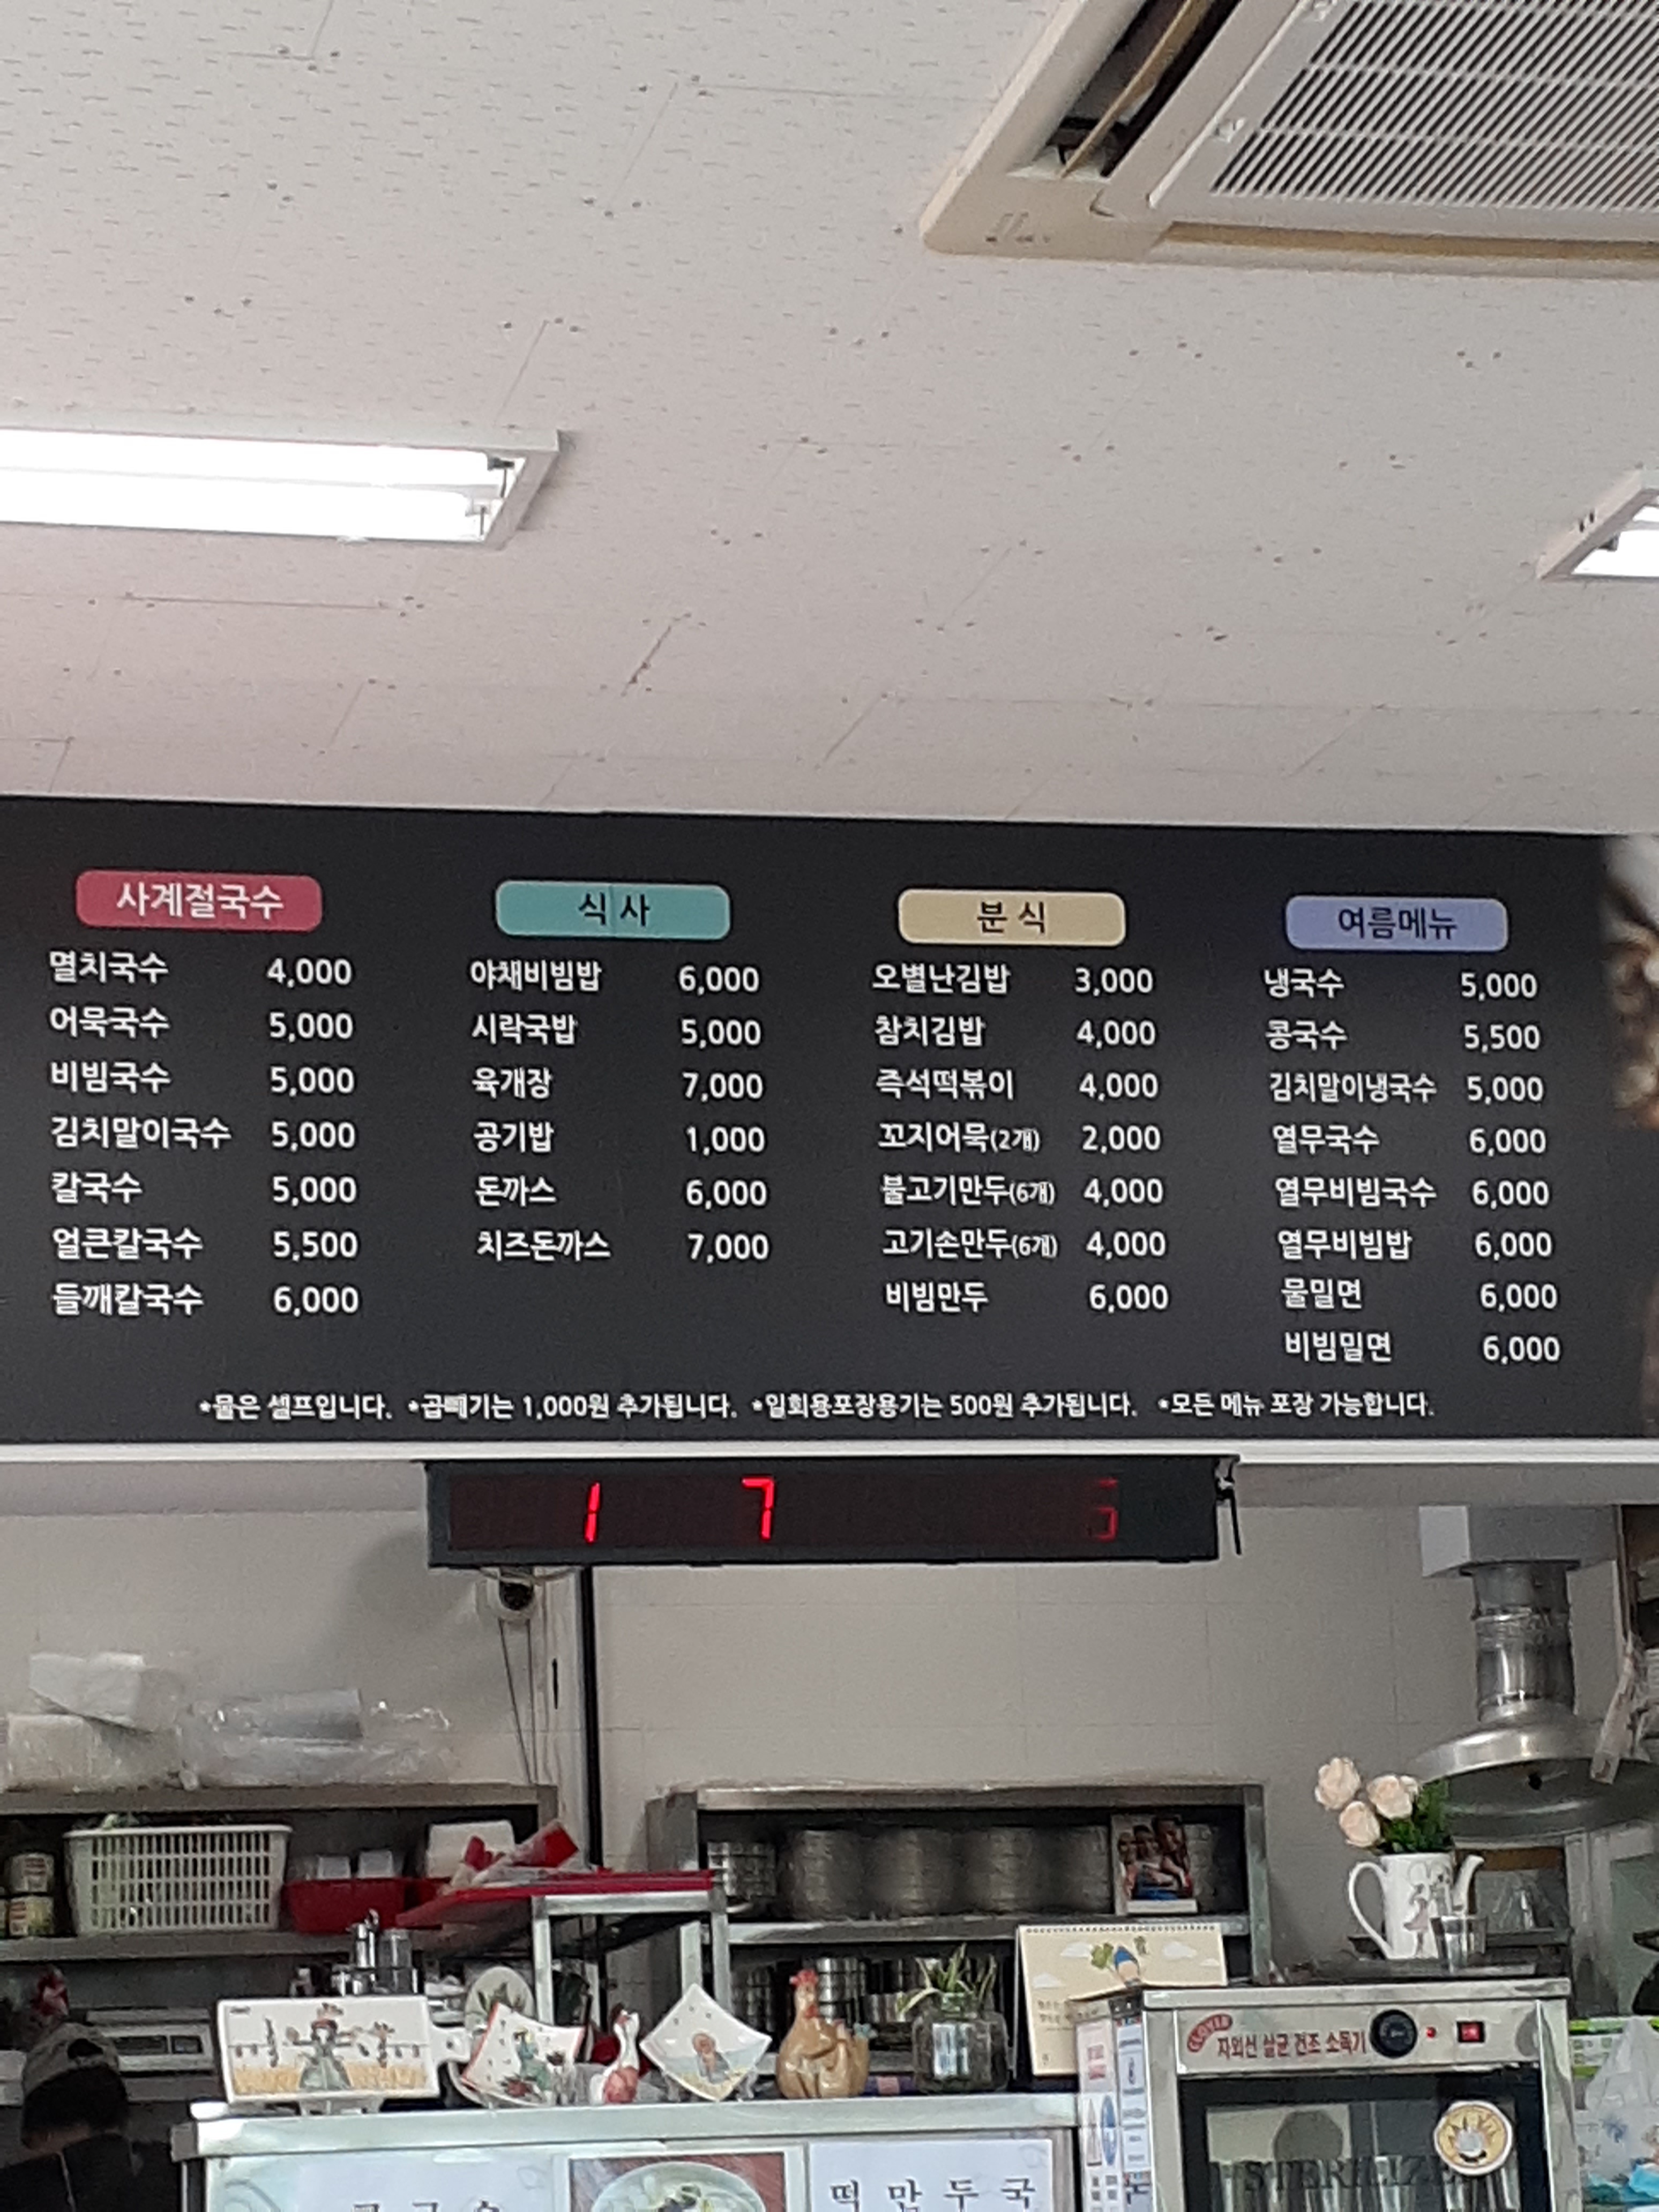 사계절국수
멸치국수 4,000
어묵국수 5,000
비빔국수 5,000
김치말이국수 5,000
칼국수 5,000
얼큰칼국수 5,500
들깨칼국수 6,000
식 사
야채비빔밥 6,000
시락국밥 5,000
육개장 7,000
공기밥 1,000
돈까스 6,000
치즈돈까스 7,000
분 식
오별난김밥 3,000
참치김밥 4,000
즉석떡볶이 4,000
꼬지어묵(2개) 2,000
불고기만두(6개) 4,000
고기손만두(6개) 4,000
비빔만두 6,000
여름메뉴
냉국수 5,000
콩국수 5,500
김치말이냉국수 5,000
열무국수 6,000
열무비빔국수 6,000
열무비빔밥 6,000
물밀면 6,000
비빔밀면 6,000
*물은 셀프입니다. *곱빼기는 1,000원 추가됩니다. *일회용포장용기는 500원 추가됩니다. *모든 메뉴 포장 가능합니다.
1 7
자외선 살균 건조 소독기
STERILIZE
떡 만 두 국